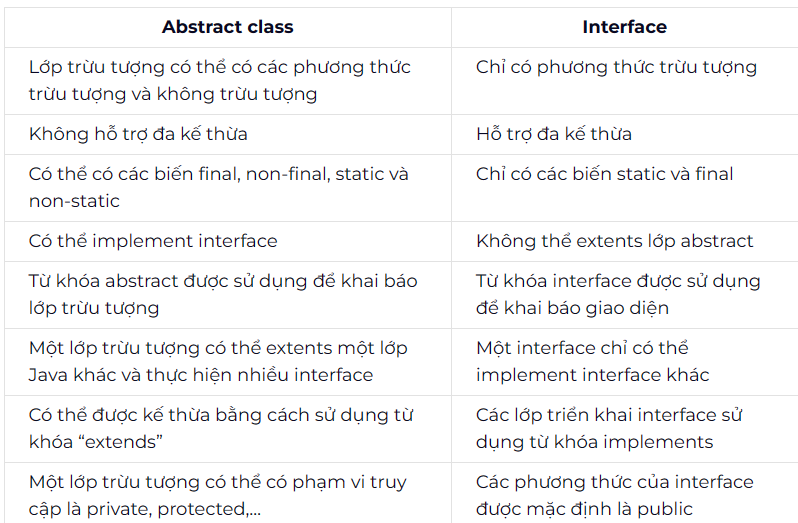 Abstract class
Interface
Lớp trừu tượng có thể có các phương thức
trừu tượng và không trừu tượng
Chỉ có phương thức trừu tượng
Không hỗ trợ đa kế thừa
Hỗ trợ đa kế thừa
Có thể có các biến final, non-final, static và
non-static
Chỉ có các biến static và final
Có thể implement interface
Không thể extents lớp abstract
Từ khóa abstract được sử dụng để khai báo
lớp trừu tượng
Từ khóa interface được sử dụng
để khai báo giao diện
Một lớp trừu tượng có thể extents một lớp
Java khác và thực hiện nhiều interface
Một interface chỉ có thể
implement interface khác
Có thể được kế thừa bằng cách sử dụng từ
khóa “extends”
Các lớp triển khai interface sử
dụng từ khóa implements
Một lớp trừu tượng có thể có phạm vi truy
cập là private, protected,...
Các phương thức của interface
được mặc định là public